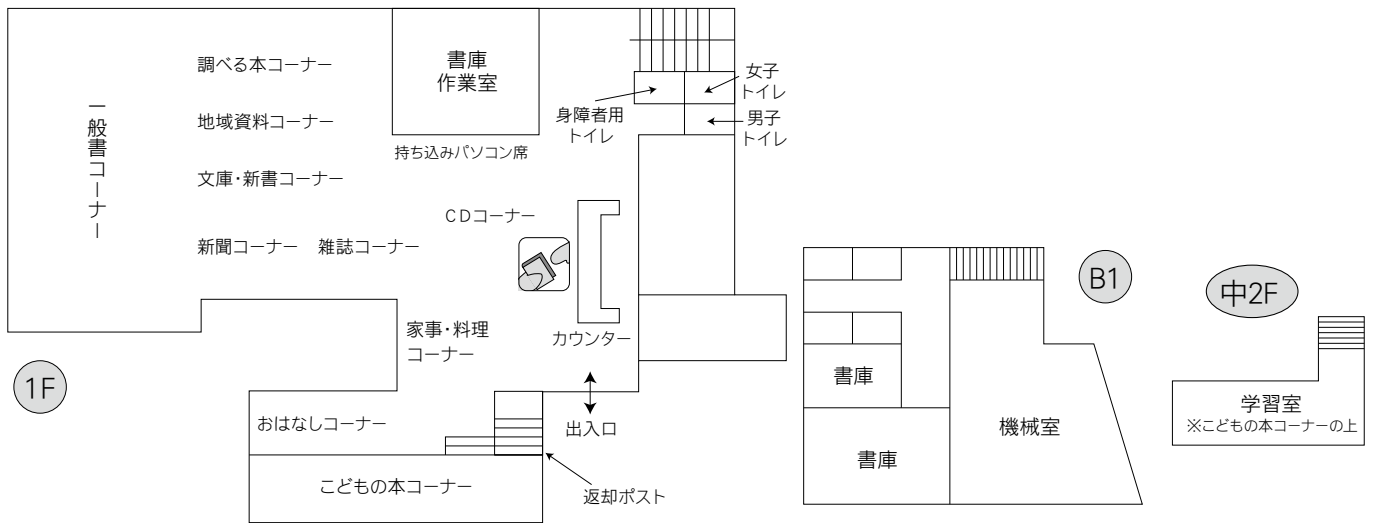 調べる本コーナー
書庫
作業室
女子
トイレ
身障者用
トイレ
男子
トイレ
一般書コーナー
地域資料コーナー
持ち込みパソコン席
文庫・新書コーナー
CDコーナー
新聞コーナー 雑誌コーナー
カウンター
家事・料理
コーナー
1F
おはなしコーナー
出入口
こどもの本コーナー
返却ポスト
B1
書庫
機械室
書庫
中2F
学習室
※こどもの本コーナーの上